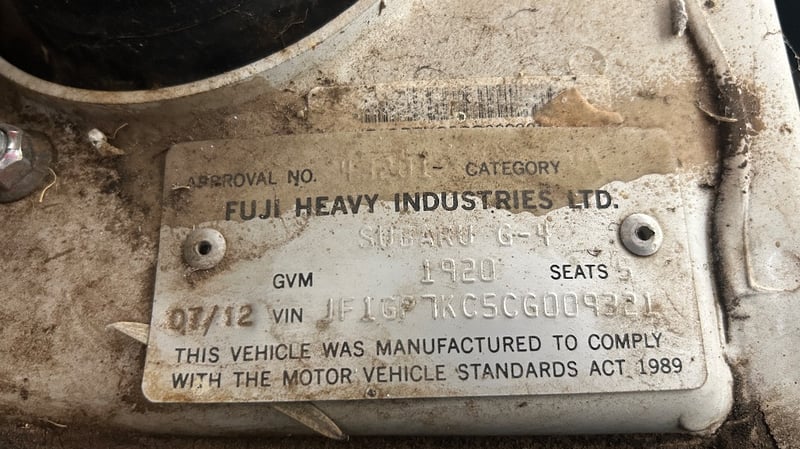 APPROVAL NO. CATEGORY
FUJI HEAVY INDUSTRIES LTD.
SUBARU G-4
GVM 1920 SEATS 5
07/12 VIN JF1GP7KC5CG009321
THIS VEHICLE WAS MANUFACTURED TO COMPLY
WITH THE MOTOR VEHICLE STANDARDS ACT 1989